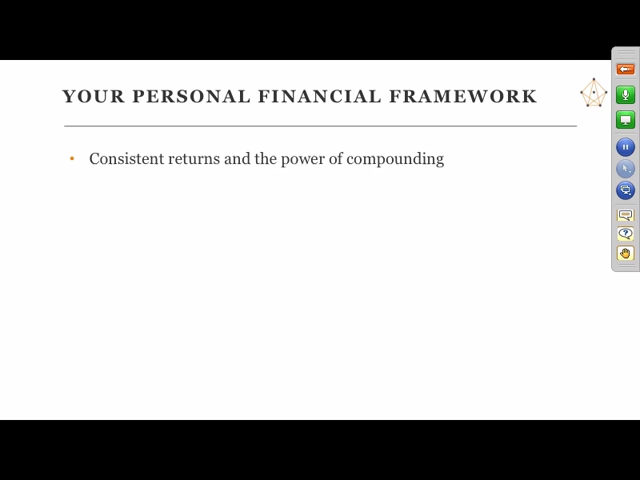 YOUR PERSONAL FINANCIAL FRAMEWORK
• Consistent returns and the power of compounding